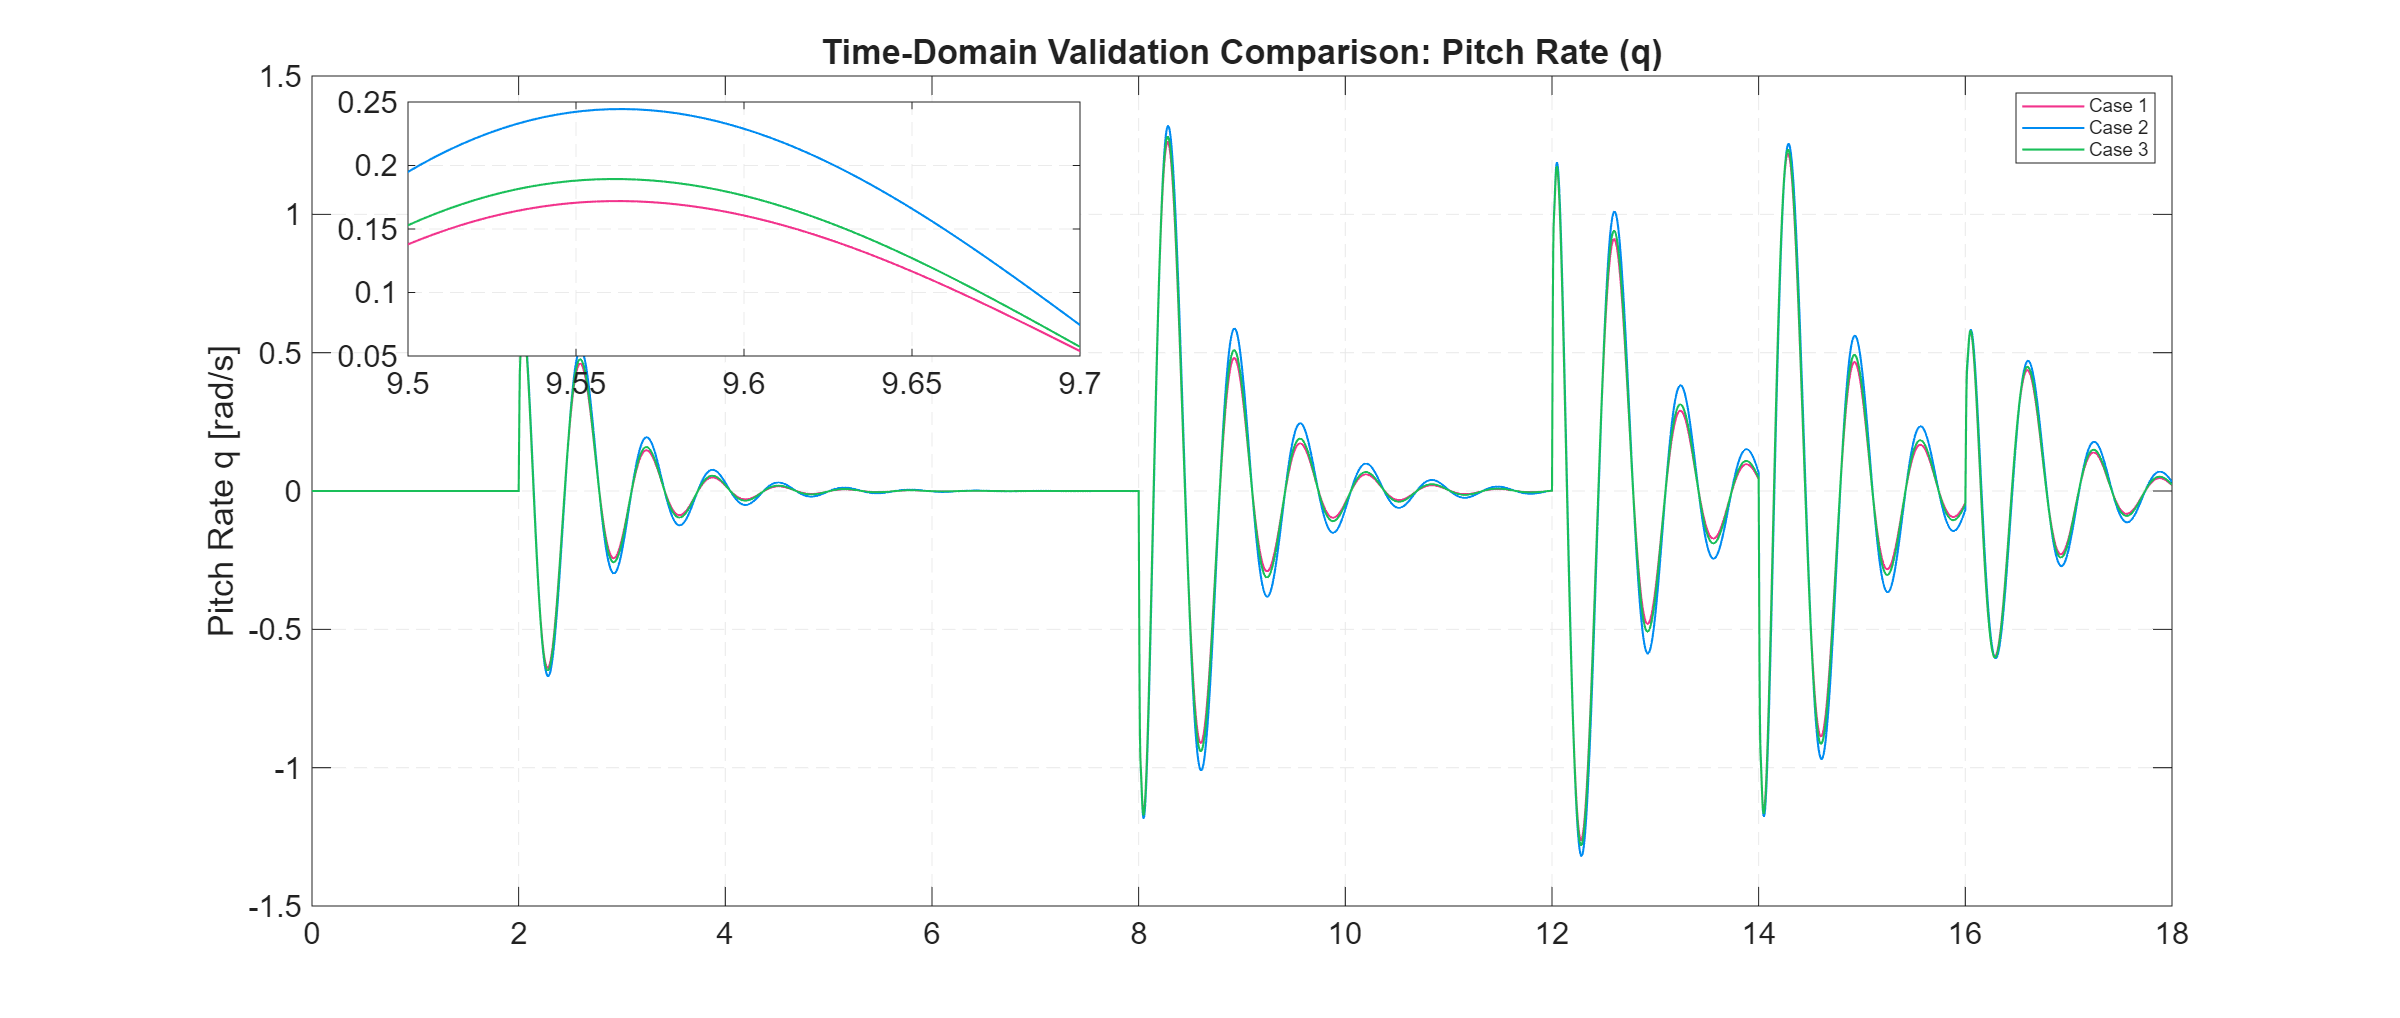 Time-Domain Validation Comparison: Pitch Rate (q)
Pitch Rate q [rad/s]
1.5
1
0.5
0
-0.5
-1
-1.5
0 2 4 6 8 10 12 14 16 18
0.25
0.2
0.15
0.1
0.05
9.5 9.55 9.6 9.65 9.7
Case 1
Case 2
Case 3